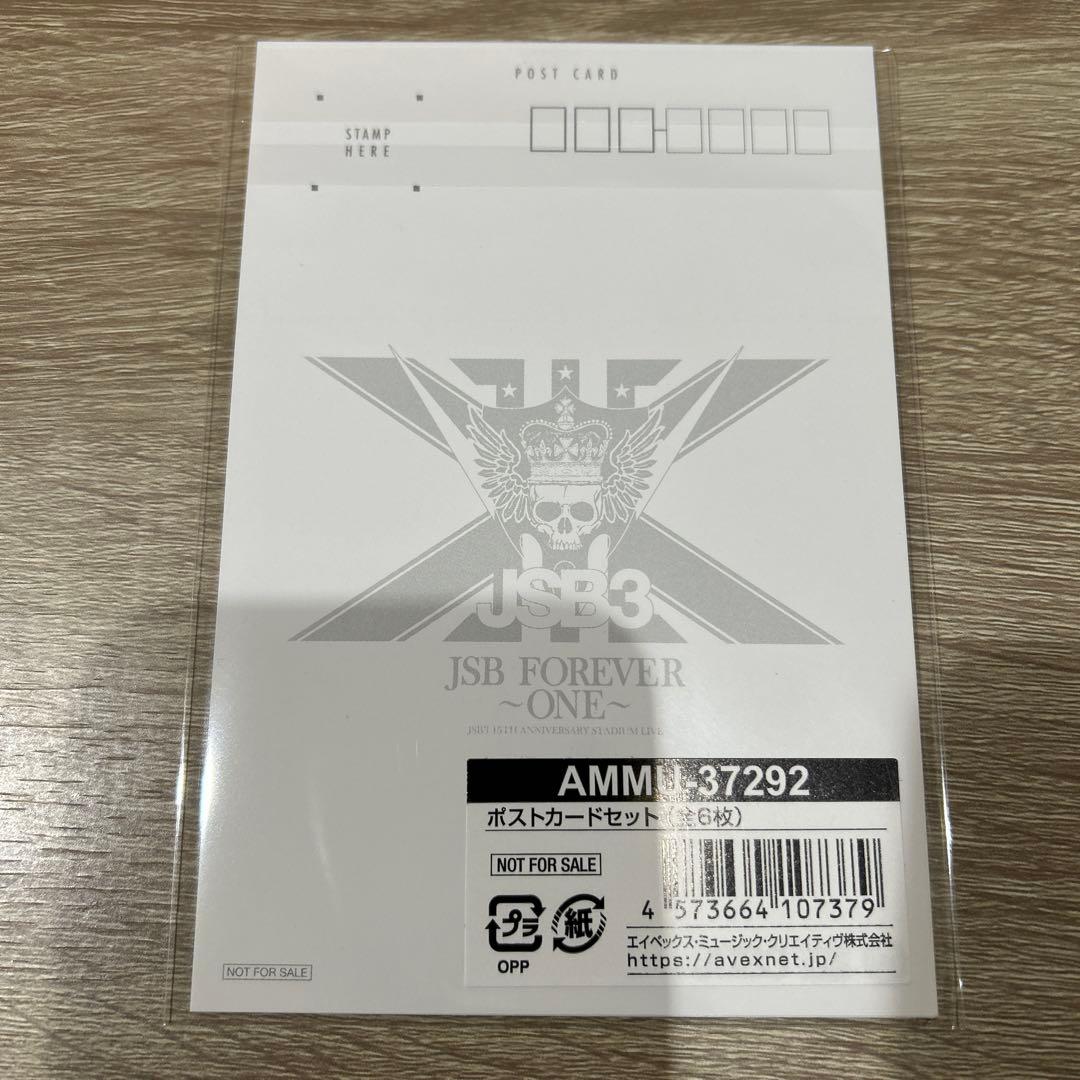 POST CARD
STAMP
HERE
JSB3
JSB FOREVER
~ONE~
JSB3 15TH ANNIVERSARY STADIUM LIVE
AMMU-37292
ポストカードセット(全6枚)
NOT FOR SALE
プラ
紙
OPP
4 573664 107379
エイベックス・ミュージック・クリエイティヴ株式会社
https://avexnet.jp/
NOT FOR SALE